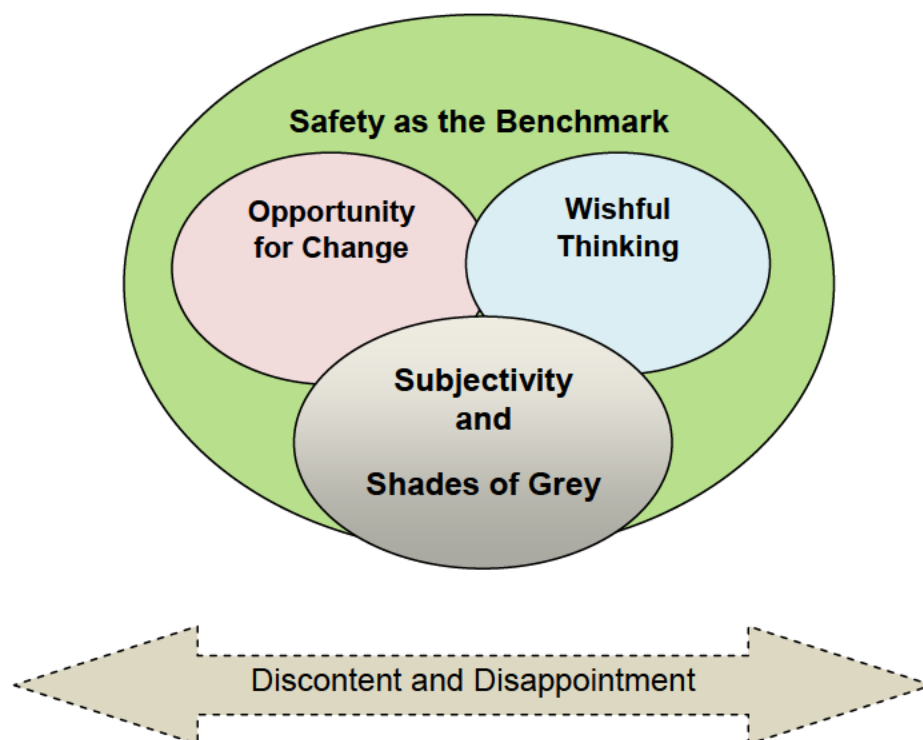 Safety as the Benchmark
Opportunity
for Change
Wishful
Thinking
Subjectivity
and
Shades of Grey
Discontent and Disappointment